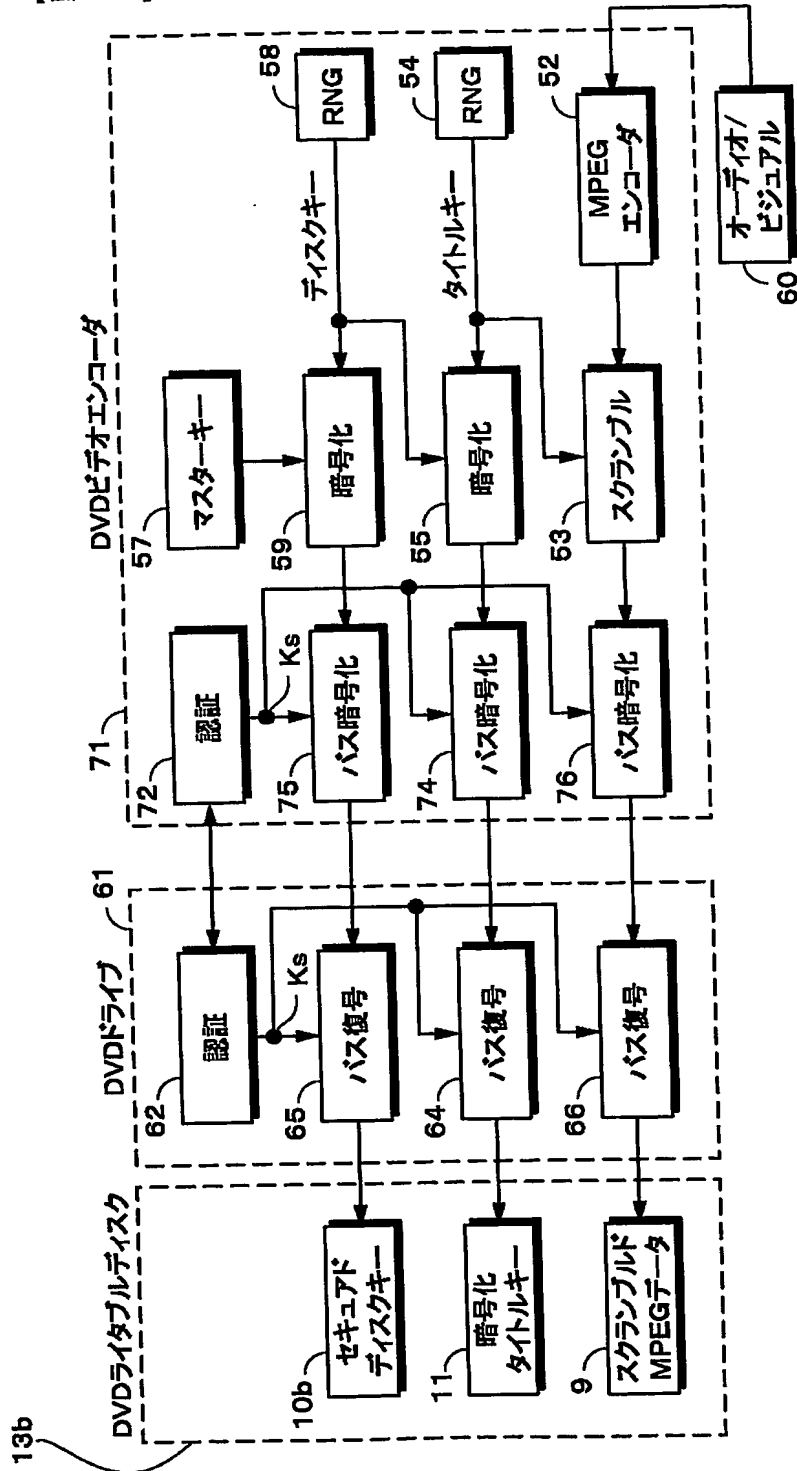 13b
DVDライタブルディスク
10b
セキュアド
ディスクキー
11
暗号化
タイトルキー
9
スクランブルド
MPEGデータ
DVDドライブ
61
62
認証
Ks
65
バス復号
64
バス復号
66
バス復号
DVDビデオエンコーダ
71
72
認証
Ks
75
バス暗号化
74
バス暗号化
76
バス暗号化
57
マスターキー
59
暗号化
55
暗号化
53
スクランブル
ディスクキー
58
RNG
タイトルキー
54
RNG
52
MPEG
エンコーダ
60
オーディオ/
ビジュアル